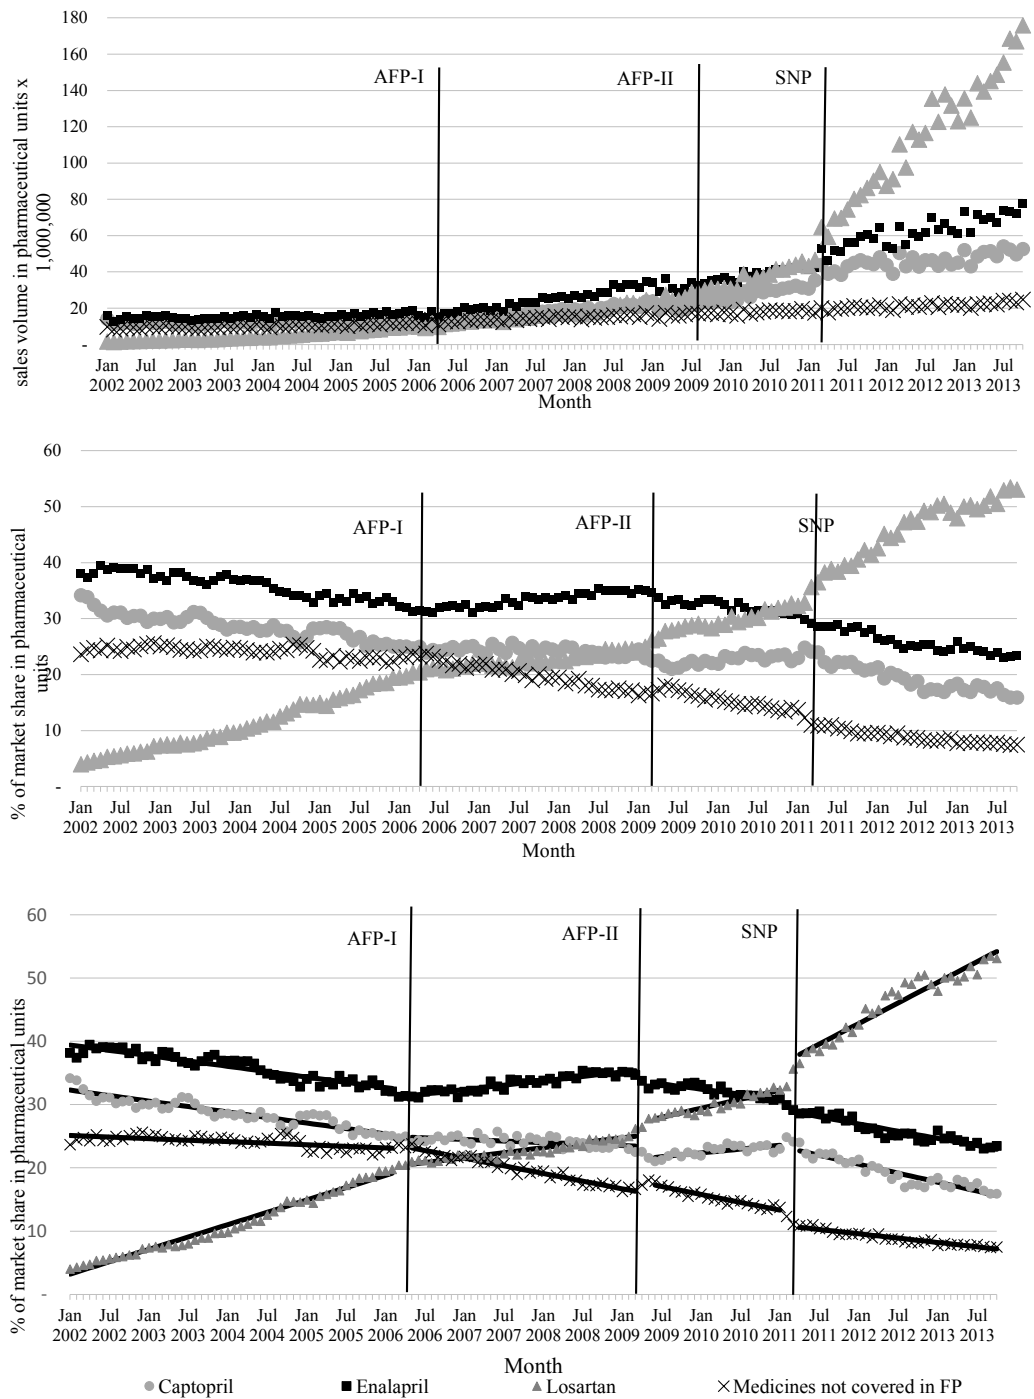 180
160
140
120
100
80
60
40
20
-
sales volume in pharmaceutical units x
1,000,000
AFP-I
AFP-II
SNP
Jan Jul Jan Jul Jan Jul Jan Jul Jan Jul Jan Jul Jan Jul Jan Jul Jan Jul Jan Jul Jan Jul Jan Jul
2002 2002 2003 2003 2004 2004 2005 2005 2006 2006 2007 2007 2008 2008 2009 2009 2010 2010 2011 2011 2012 2012 2013 2013
Month
60
50
40
30
20
10
-
% of market share in pharmaceutical
units
AFP-I
AFP-II
SNP
Jan Jul Jan Jul Jan Jul Jan Jul Jan Jul Jan Jul Jan Jul Jan Jul Jan Jul Jan Jul Jan Jul Jan Jul
2002 2002 2003 2003 2004 2004 2005 2005 2006 2006 2007 2007 2008 2008 2009 2009 2010 2010 2011 2011 2012 2012 2013 2013
Month
60
50
40
30
20
10
-
% of market share in pharmaceutical units
AFP-I
AFP-II
SNP
Jan Jul Jan Jul Jan Jul Jan Jul Jan Jul Jan Jul Jan Jul Jan Jul Jan Jul Jan Jul Jan Jul Jan Jul
2002 2002 2003 2003 2004 2004 2005 2005 2006 2006 2007 2007 2008 2008 2009 2009 2010 2010 2011 2011 2012 2012 2013 2013
Month
Captopril Enalapril Losartan Medicines not covered in FP